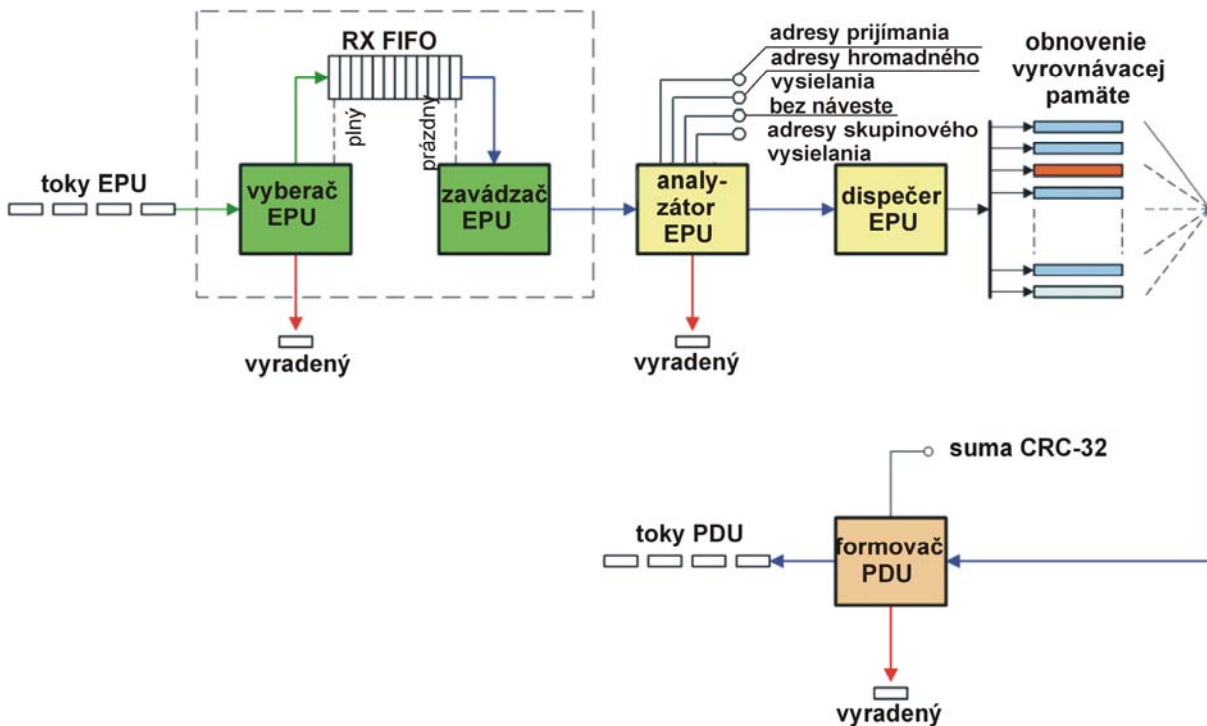 RX FIFO
plný
prázdny
adresy prijímania
adresy hromadného
vysielania
bez náveste
adresy skupinového
vysielania
obnovenie
vyrovnávacej
pamäte
toky EPU
vyberač
EPU
zavádzač
EPU
analy-
zátor
EPU
dispečer
EPU
vyradený
vyradený
suma CRC-32
toky PDU
formovač
PDU
vyradený